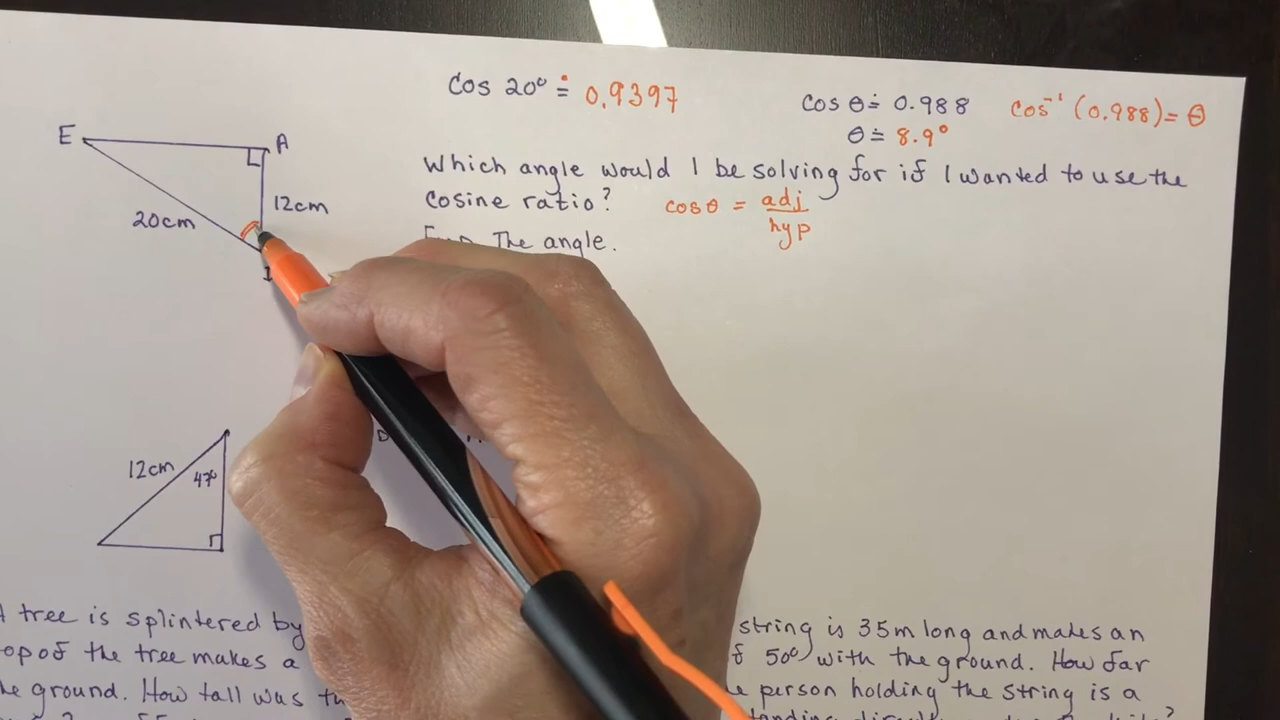 Cos 20° ≐ 0.9397
Cos θ ≐ 0.988
cos⁻¹ (0.988) = θ
θ ≐ 8.9°
E
A
12cm
20cm
Which angle would I be solving for if I wanted to use the
cosine ratio?
cos θ = adj
hyp
The angle.
12cm
47°
tree is splintered by
string is 35m long and makes an
of the tree makes a
50° with the ground. How far
ground. How tall was
person holding the string is a